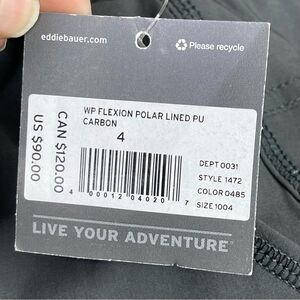 eddiebauer.com
Please recycle
WP FLEXION POLAR LINED PU
CARBON
4
CAN $120.00
US $90.00
4 00012 04020 7
DEPT 0031
STYLE 1472
COLOR 0485
SIZE 1004
LIVE YOUR ADVENTURE